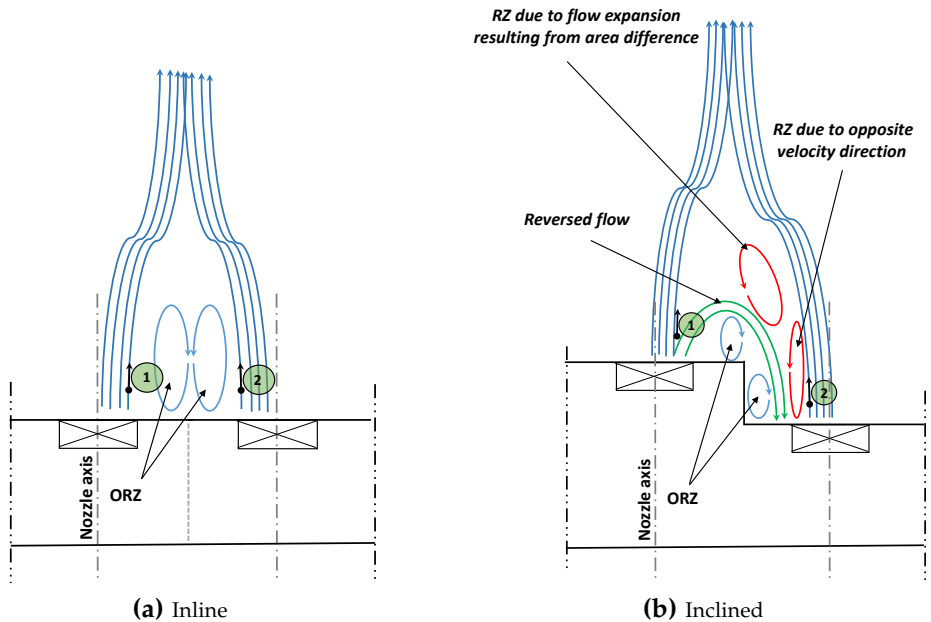 RZ due to flow expansion
resulting from area difference
RZ due to opposite
velocity direction
Reversed flow
1
2
Nozzle axis
ORZ
1
2
Nozzle axis
ORZ
(a) Inline
(b) Inclined